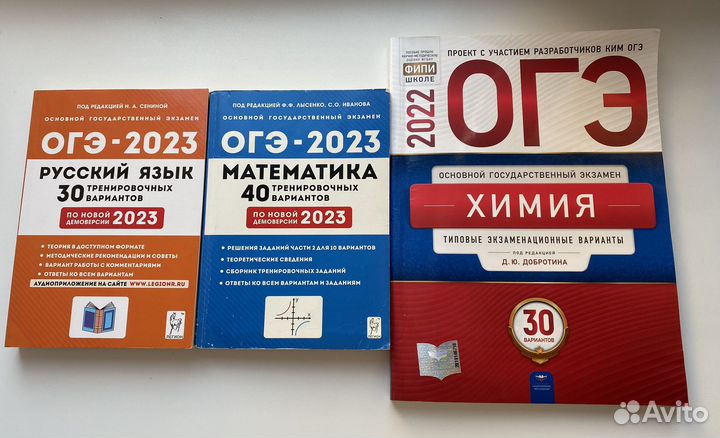 ПОД РЕДАКЦИЕЙ Н. А. СЕНИНОЙ
ОСНОВНОЙ ГОСУДАРСТВЕННЫЙ ЭКЗАМЕН
ОГЭ - 2023
РУССКИЙ ЯЗЫК
30 ТРЕНИРОВОЧНЫХ
ВАРИАНТОВ
ПО НОВОЙ
ДЕМОВЕРСИИ 2023
• ТЕОРИЯ В ДОСТУПНОМ ФОРМАТЕ
• МЕТОДИЧЕСКИЕ РЕКОМЕНДАЦИИ И СОВЕТЫ
• ВАРИАНТ РАБОТЫ С КОММЕНТАРИЯМИ
• ОТВЕТЫ КО ВСЕМ ВАРИАНТАМ
АУДИОПРИЛОЖЕНИЕ НА САЙТЕ WWW.LEGIONR.RU
ЛЕГИОН
ПОД РЕДАКЦИЕЙ Ф.Ф. ЛЫСЕНКО, С.О. ИВАНОВА
ОСНОВНОЙ ГОСУДАРСТВЕННЫЙ ЭКЗАМЕН
ОГЭ - 2023
МАТЕМАТИКА
40 ТРЕНИРОВОЧНЫХ
ВАРИАНТОВ
ПО НОВОЙ
ДЕМОВЕРСИИ 2023
• РЕШЕНИЯ ЗАДАНИЙ ЧАСТИ 2 ДЛЯ 10 ВАРИАНТОВ
• ТЕОРЕТИЧЕСКИЕ СВЕДЕНИЯ
• СБОРНИК ТРЕНИРОВОЧНЫХ ЗАДАНИЙ
• ОТВЕТЫ КО ВСЕМ ВАРИАНТАМ И ЗАДАНИЯМ
ЛЕГИОН
ПРОЕКТ С УЧАСТИЕМ РАЗРАБОТЧИКОВ КИМ ОГЭ
ФИПИ
ШКОЛЕ
2022
ОГЭ
ОСНОВНОЙ ГОСУДАРСТВЕННЫЙ ЭКЗАМЕН
ХИМИЯ
ТИПОВЫЕ ЭКЗАМЕНАЦИОННЫЕ ВАРИАНТЫ
ПОД РЕДАКЦИЕЙ
Д. Ю. ДОБРОТИНА
30
ВАРИАНТОВ
Avito